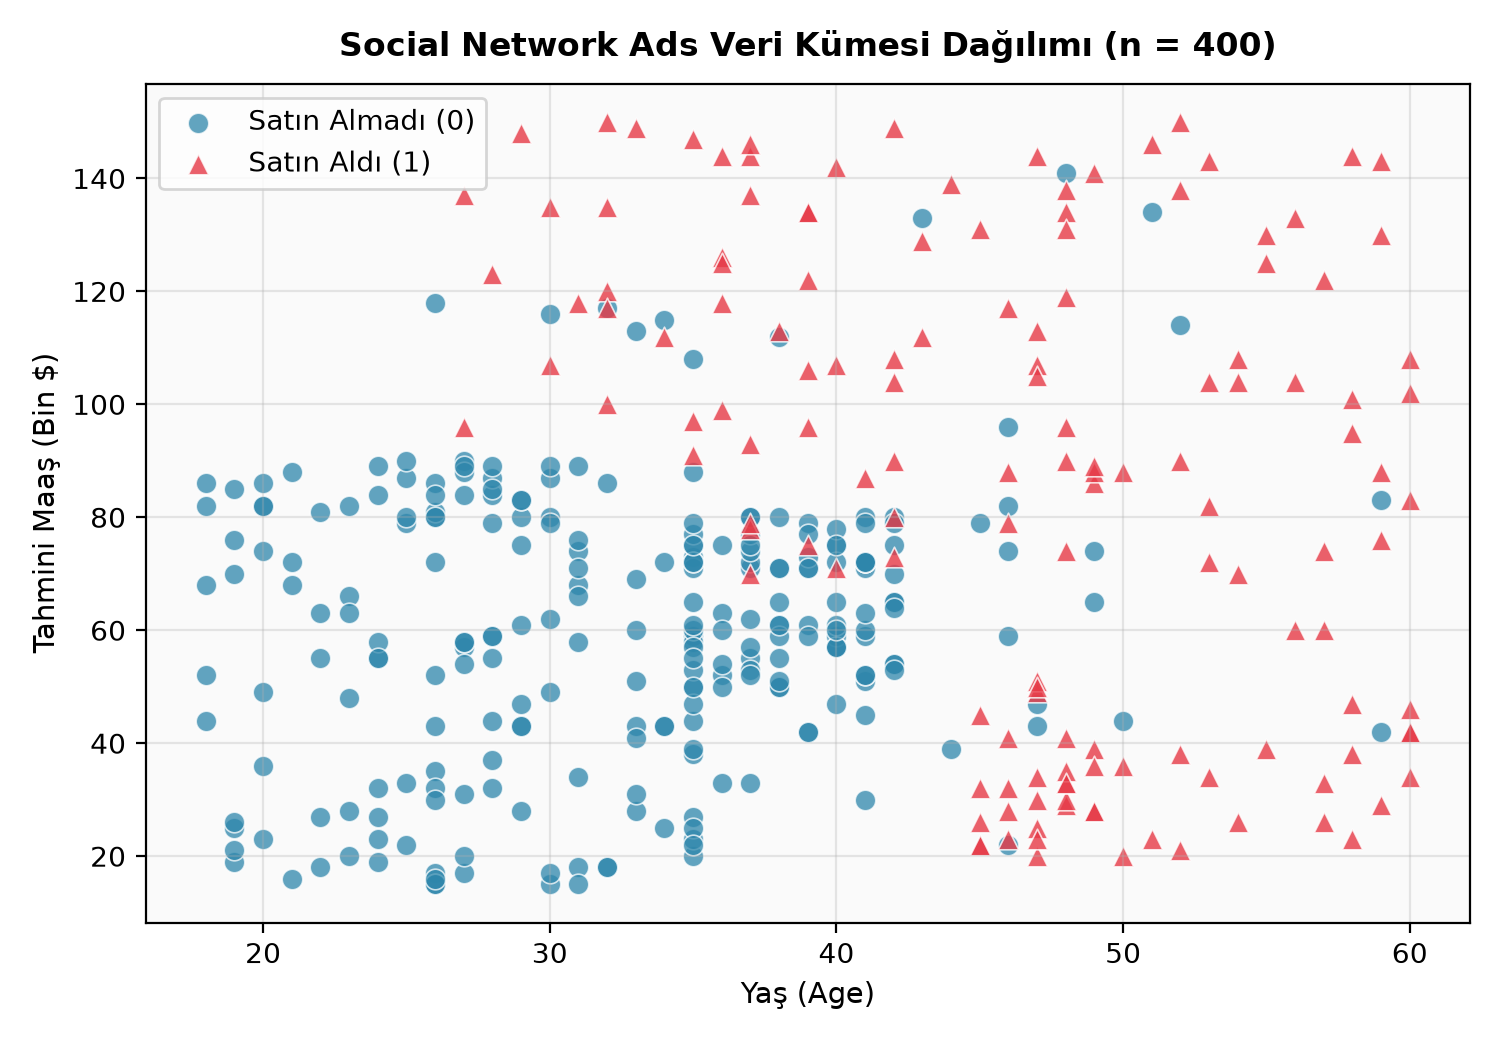 Social Network Ads Veri Kümesi Dağılımı (n = 400)
Satın Almadı (0)
Satın Aldı (1)
Tahmini Maaş (Bin $)
140
120
100
80
60
40
20
20 30 40 50 60
Yaş (Age)